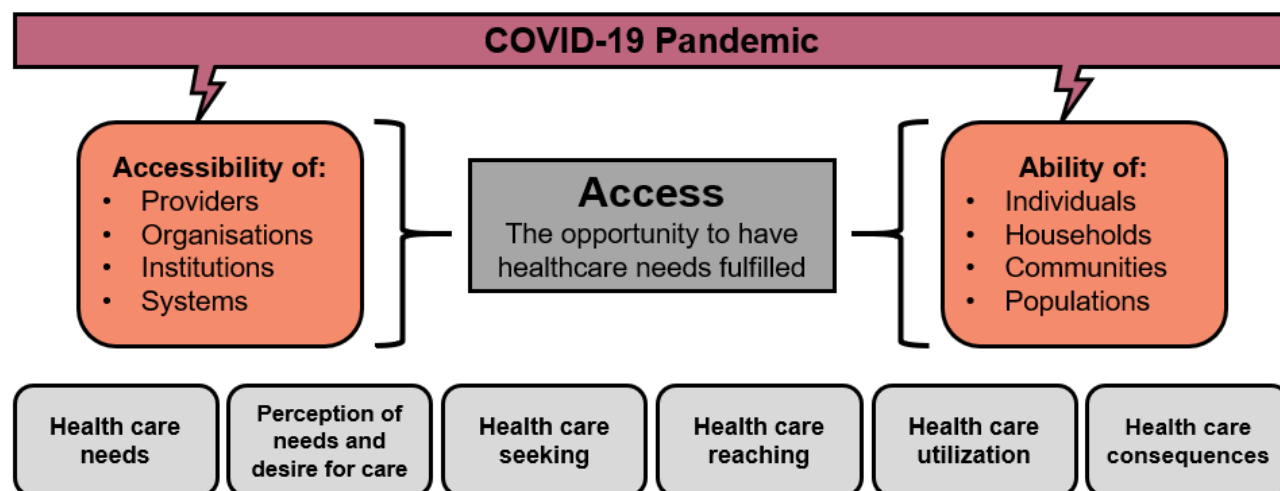 COVID-19 Pandemic
Accessibility of:
• Providers
• Organisations
• Institutions
• Systems
Access
The opportunity to have
healthcare needs fulfilled
Ability of:
• Individuals
• Households
• Communities
• Populations
Health care
needs
Perception of
needs and
desire for care
Health care
seeking
Health care
reaching
Health care
utilization
Health care
consequences